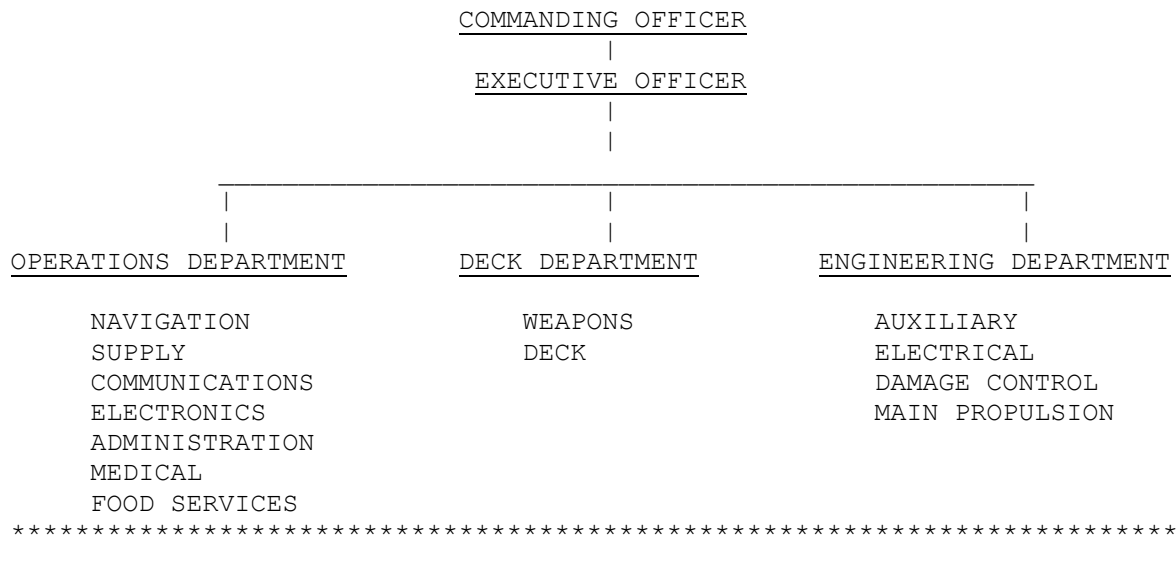 COMMANDING OFFICER
EXECUTIVE OFFICER
OPERATIONS DEPARTMENT DECK DEPARTMENT ENGINEERING DEPARTMENT
NAVIGATION WEAPONS AUXILIARY
SUPPLY DECK ELECTRICAL
COMMUNICATIONS DAMAGE CONTROL
ELECTRONICS MAIN PROPULSION
ADMINISTRATION
MEDICAL
FOOD SERVICES
*************************************************************************